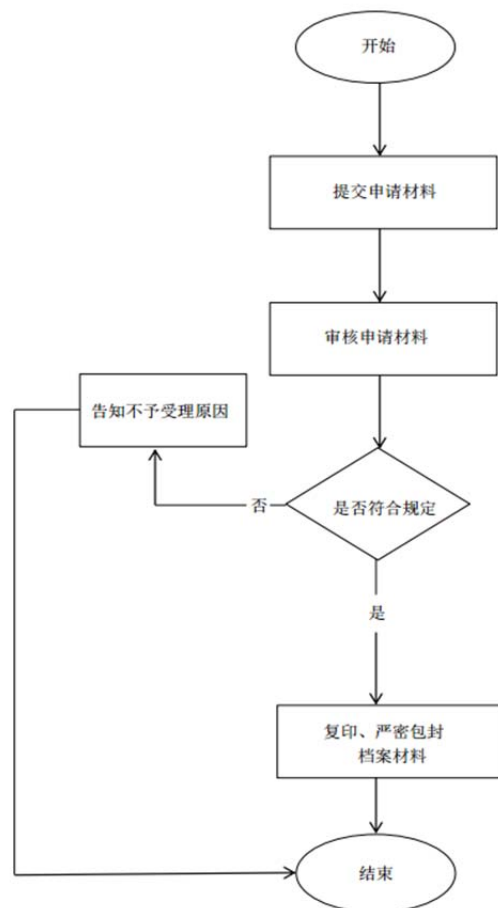 开始
提交申请材料
审核申请材料
告知不予受理原因
否
是否符合规定
是
复印、严密包封
档案材料
结束